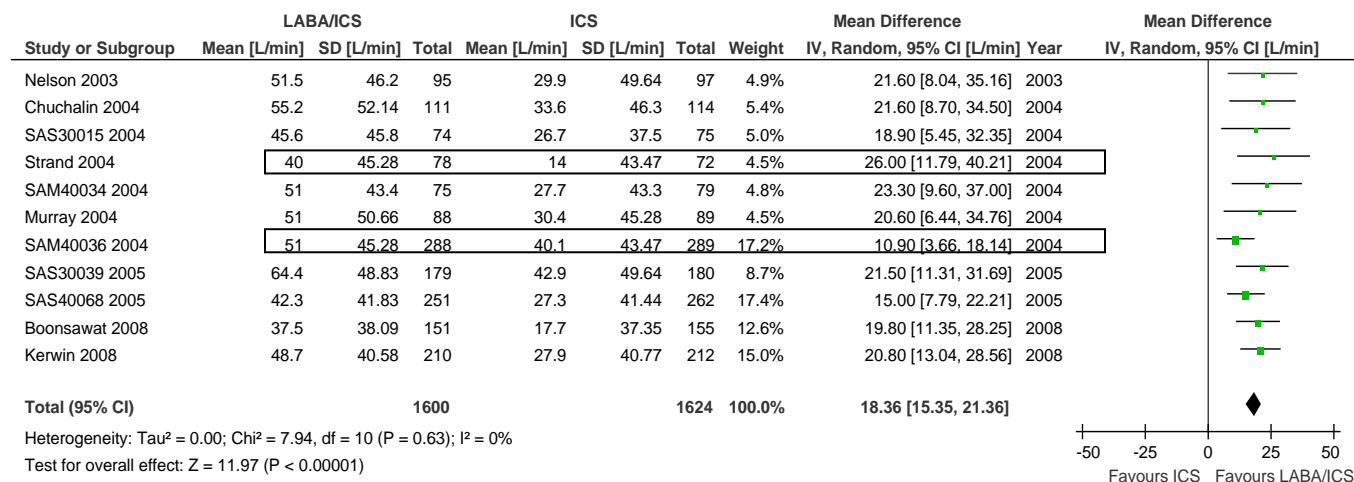 LABA/ICS ICS Mean Difference Mean Difference
Study or Subgroup Mean [L/min] SD [L/min] Total Mean [L/min] SD [L/min] Total Weight IV, Random, 95% CI [L/min] Year IV, Random, 95% CI [L/min]
Nelson 2003 51.5 46.2 95 29.9 49.64 97 4.9% 21.60 [8.04, 35.16] 2003
Chuchalin 2004 55.2 52.14 111 33.6 46.3 114 5.4% 21.60 [8.70, 34.50] 2004
SAS30015 2004 45.6 45.8 74 26.7 37.5 75 5.0% 18.90 [5.45, 32.35] 2004
Strand 2004 40 45.28 78 14 43.47 72 4.5% 26.00 [11.79, 40.21] 2004
SAM40034 2004 51 43.4 75 27.7 43.3 79 4.8% 23.30 [9.60, 37.00] 2004
Murray 2004 51 50.66 88 30.4 45.28 89 4.5% 20.60 [6.44, 34.76] 2004
SAM40036 2004 51 45.28 288 40.1 43.47 289 17.2% 10.90 [3.66, 18.14] 2004
SAS30039 2005 64.4 48.83 179 42.9 49.64 180 8.7% 21.50 [11.31, 31.69] 2005
SAS40068 2005 42.3 41.83 251 27.3 41.44 262 17.4% 15.00 [7.79, 22.21] 2005
Boonsawat 2008 37.5 38.09 151 17.7 37.35 155 12.6% 19.80 [11.35, 28.25] 2008
Kerwin 2008 48.7 40.58 210 27.9 40.77 212 15.0% 20.80 [13.04, 28.56] 2008
Total (95% CI) 1600 1624 100.0% 18.36 [15.35, 21.36]
Heterogeneity: Tau² = 0.00; Chi² = 7.94, df = 10 (P = 0.63); I² = 0%
Test for overall effect: Z = 11.97 (P < 0.00001)
-50 -25 0 25 50
Favours ICS Favours LABA/ICS